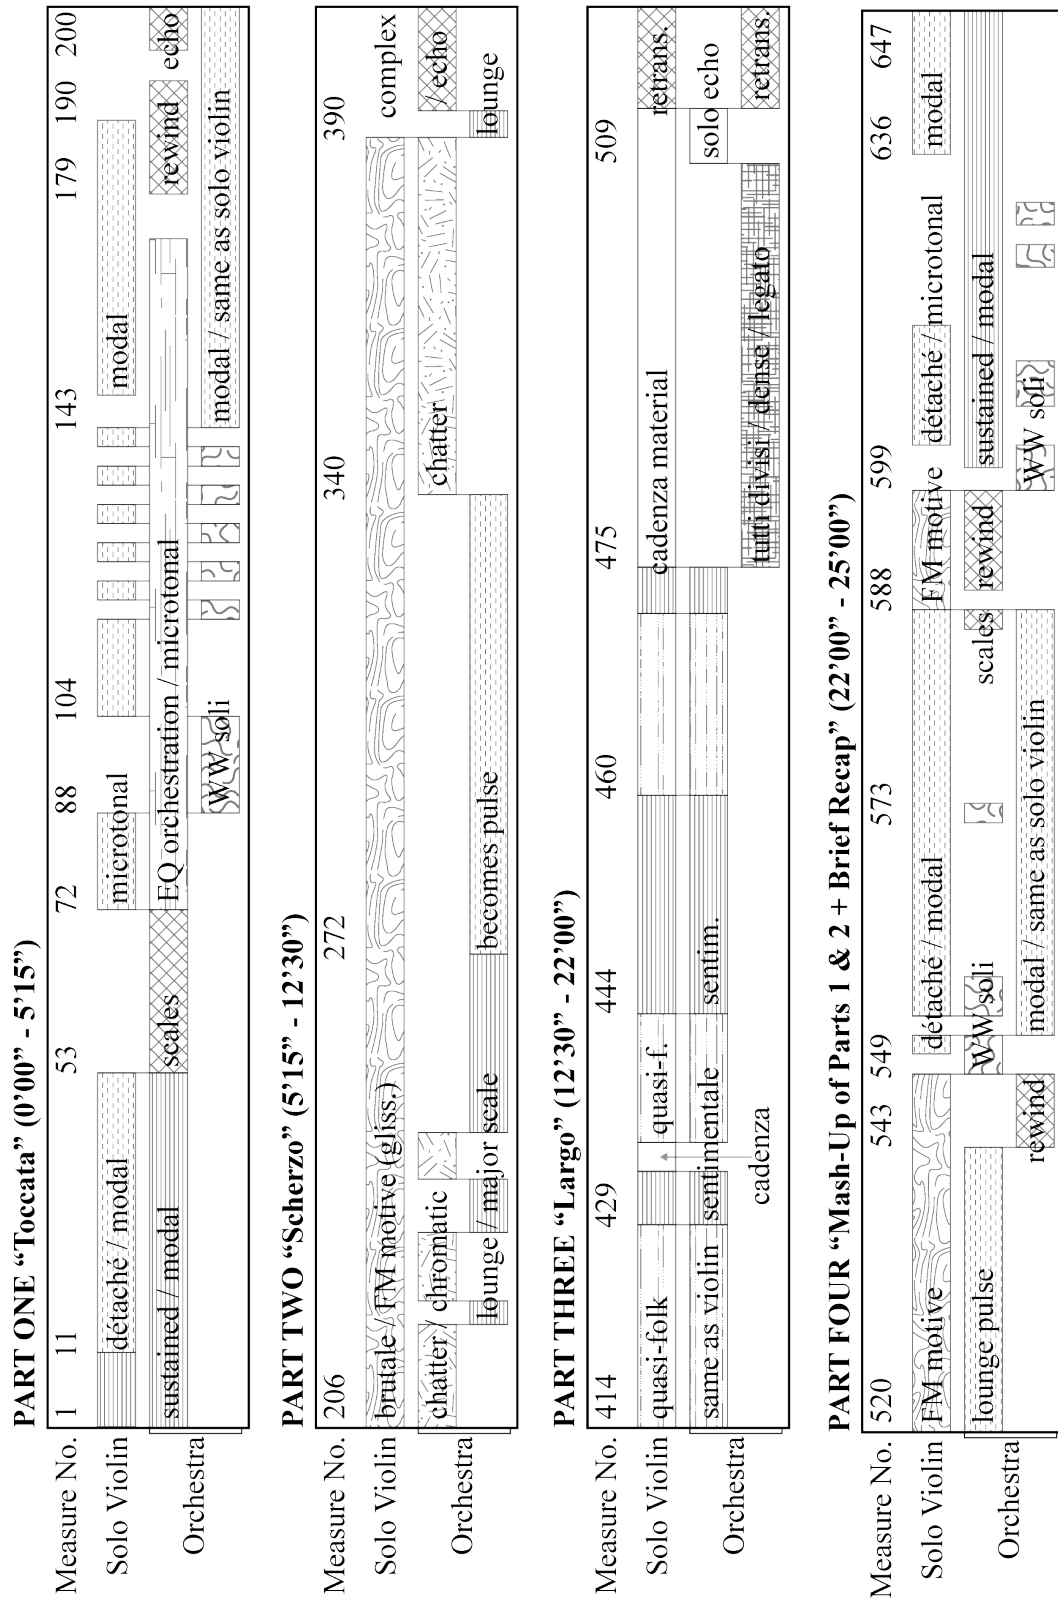 PART ONE “Toccata” (0’00” - 5’15”)
Measure No. 1 11 53 72 88 104 143 179 190 200
Solo Violin détaché / modal microtonal modal
Orchestra sustained / modal scales EQ orchestration / microtonal rewind echo
WW soli modal / same as solo violin
PART TWO “Scherzo” (5’15” - 12’30”)
Measure No. 206 272 340 390
Solo Violin brutale / FM motive (gliss.) complex
Orchestra chatter / chromatic chatter / echo
lounge / major scale becomes pulse lounge
PART THREE “Largo” (12’30” - 22’00”)
Measure No. 414 429 444 460 475 509
Solo Violin quasi-folk quasi-f. cadenza material retrans.
Orchestra same as violin sentimentale sentim. solo echo
cadenza tutti divisi / dense / legato retrans.
PART FOUR “Mash-Up of Parts 1 & 2 + Brief Recap” (22’00” - 25’00”)
Measure No. 520 543 549 573 588 599 636 647
Solo Violin FM motive détaché / modal FM motive détaché / microtonal modal
Orchestra lounge pulse WW soli scales rewind sustained / modal
rewind modal / same as solo violin WW soli